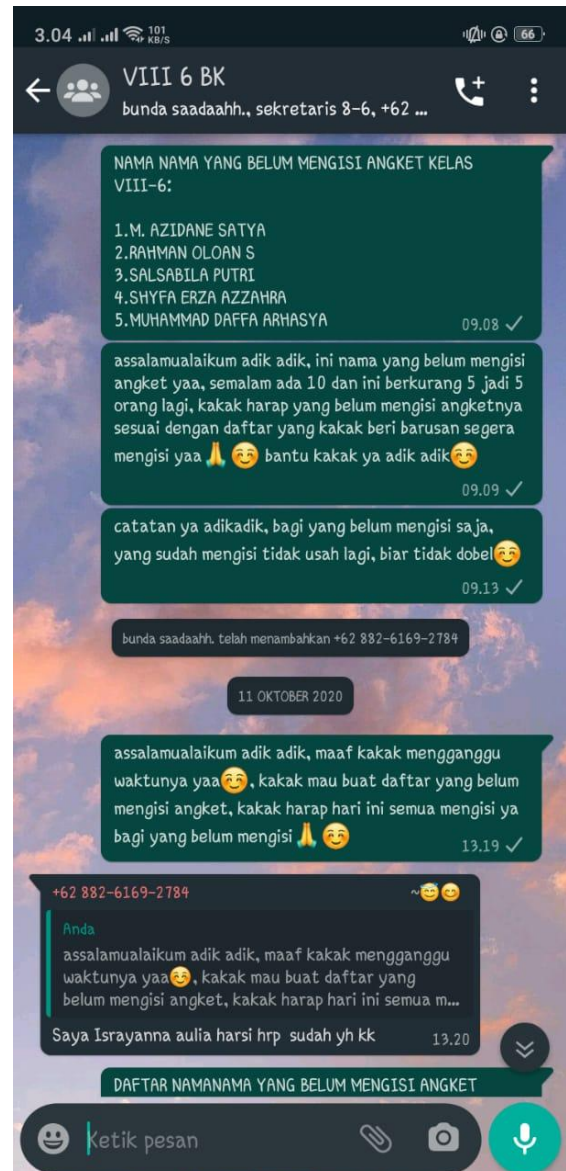 3.04 101 KB/S 66
VIII 6 BK
bunda saadaahh., sekretaris 8-6, +62 ...
NAMA NAMA YANG BELUM MENGISI ANGKET KELAS
VIII-6:
1.M. AZIDANE SATYA
2.RAHMAN OLOAN S
3.SALSABILA PUTRI
4.SHYFA ERZA AZZAHRA
5.MUHAMMAD DAFFA ARHASYA
09.08
assalamualaikum adik adik, ini nama yang belum mengisi
angket yaa, semalam ada 10 dan ini berkurang 5 jadi 5
orang lagi, kakak harap yang belum mengisi angketnya
sesuai dengan daftar yang kakak beri barusan segera
mengisi yaa🙏 ☺️ bantu kakak ya adik adik☺️
09.09
catatan ya adikadik, bagi yang belum mengisi saja,
yang sudah mengisi tidak usah lagi, biar tidak dobel☺️
09.13
bunda saadaahh. telah menambahkan +62 882-6169-2784
11 OKTOBER 2020
assalamualaikum adik adik, maaf kakak mengganggu
waktunya yaa☺️, kakak mau buat daftar yang belum
mengisi angket, kakak harap hari ini semua mengisi ya
bagi yang belum mengisi🙏 ☺️
13.19
+62 882-6169-2784 ~😇😊
Anda
assalamualaikum adik adik, maaf kakak mengganggu
waktunya yaa☺️, kakak mau buat daftar yang
belum mengisi angket, kakak harap hari ini semua m...
Saya Israyanna aulia harsi hrp sudah yh kk 13.20
DAFTAR NAMANAMA YANG BELUM MENGISI ANGKET
Ketik pesan